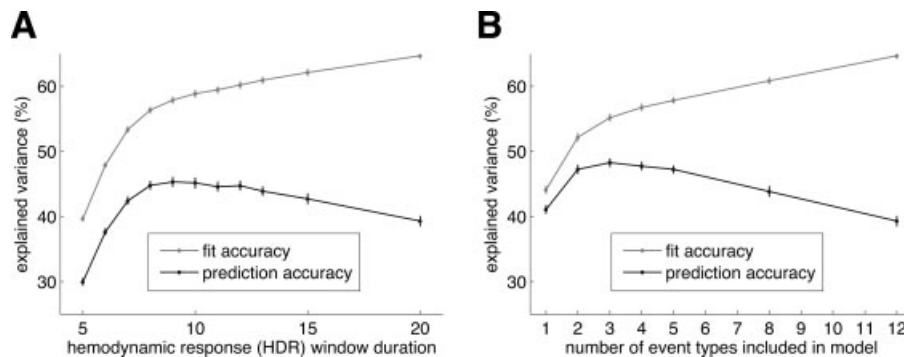 A
explained variance (%)
60
50
40
30
fit accuracy
prediction accuracy
5
10
15
20
hemodynamic response (HDR) window duration
B
explained variance (%)
60
50
40
30
fit accuracy
prediction accuracy
1 2 3 4 5 6 7 8 9 10 11 12
number of event types included in model